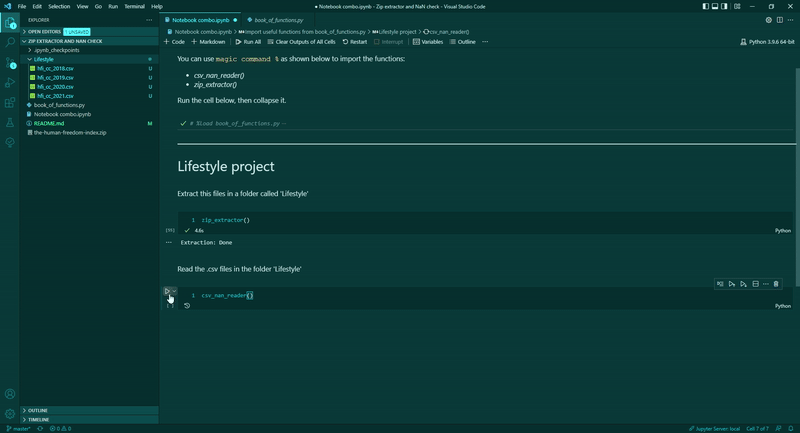 File Edit Selection View Go Run Terminal Help
● Notebook combo.ipynb - Zip extractor and NaN check - Visual Studio Code
EXPLORER
Notebook combo.ipynb ●
book_of_functions.py
OPEN EDITORS 1 UNSAVED
Notebook combo.ipynb > M↓Import useful functions from book_of_functions.py > M↓Lifestyle project > csv_nan_reader()
ZIP EXTRACTOR AND NAN CHECK
+ Code + Markdown Run All Clear Outputs of All Cells Restart Interrupt Variables Outline ...
Python 3.9.6 64-bit
.ipynb_checkpoints
Lifestyle
hfi_cc_2018.csv U
hfi_cc_2019.csv U
hfi_cc_2020.csv U
hfi_cc_2021.csv U
book_of_functions.py
Notebook combo.ipynb
README.md M
the-human-freedom-index.zip
You can use magic command % as shown below to import the functions:
• csv_nan_reader()
• zip_extractor()
Run the cell below, then collapse it.
# %load book_of_functions.py ...
Lifestyle project
Extract this files in a folder called 'Lifestyle'
1 zip_extractor()
4.6s
Python
... Extraction: Done
Read the .csv files in the folder 'Lifestyle'
1 csv_nan_reader()
[ ]
Python
OUTLINE
TIMELINE
master* 0 0
Jupyter Server: local Cell 7 of 7